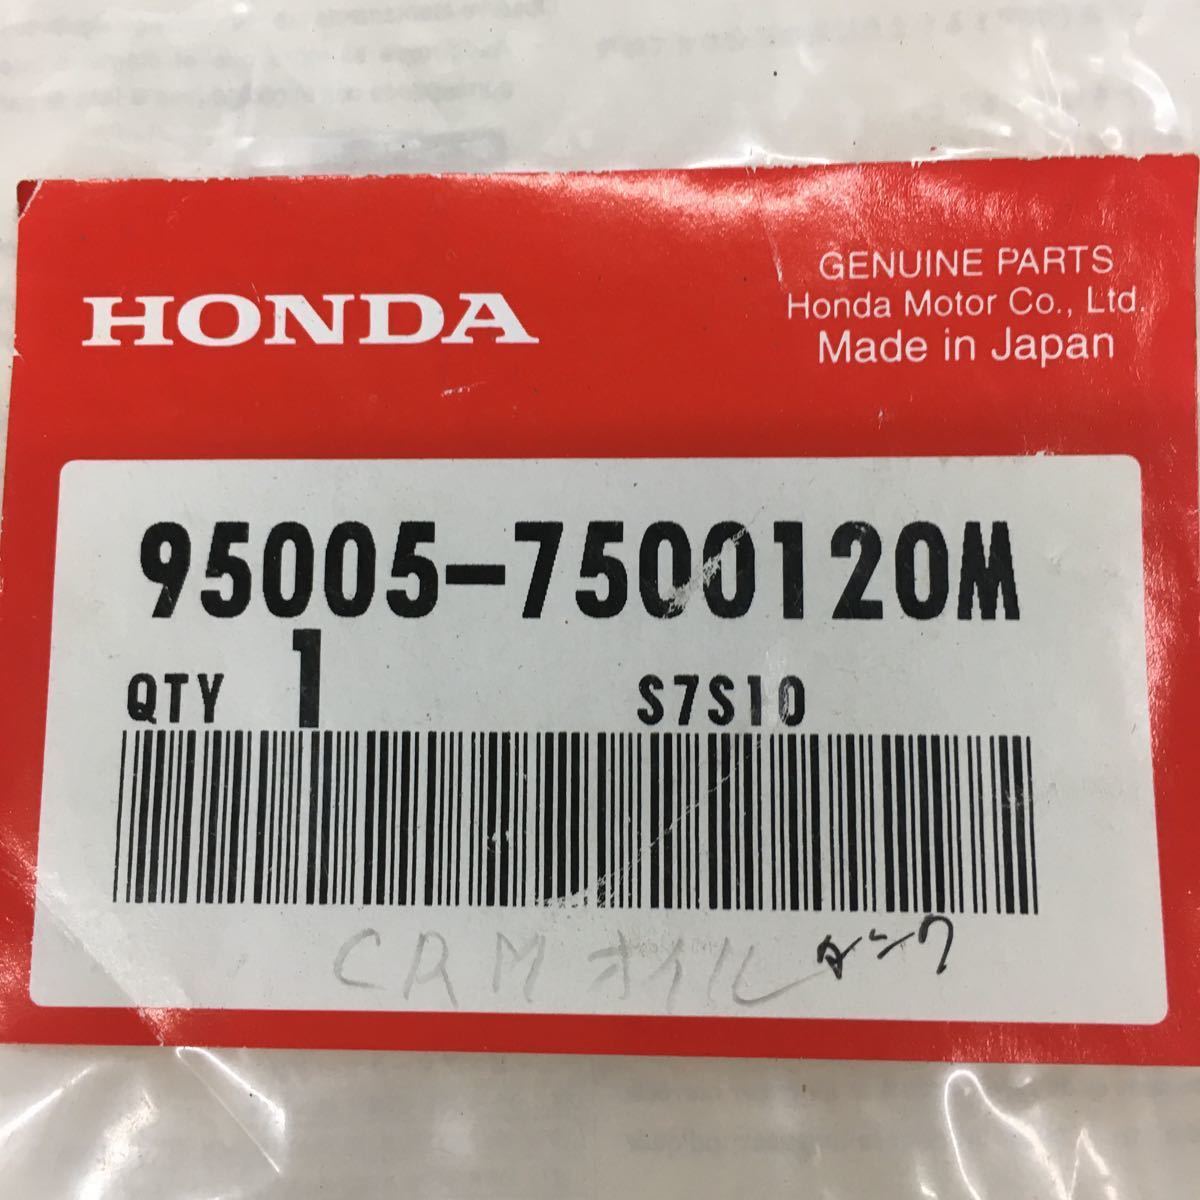 HONDA
GENUINE PARTS
Honda Motor Co., Ltd.
Made in Japan
95005-7500120M
QTY 1 S7S10
CRM オイルタンク